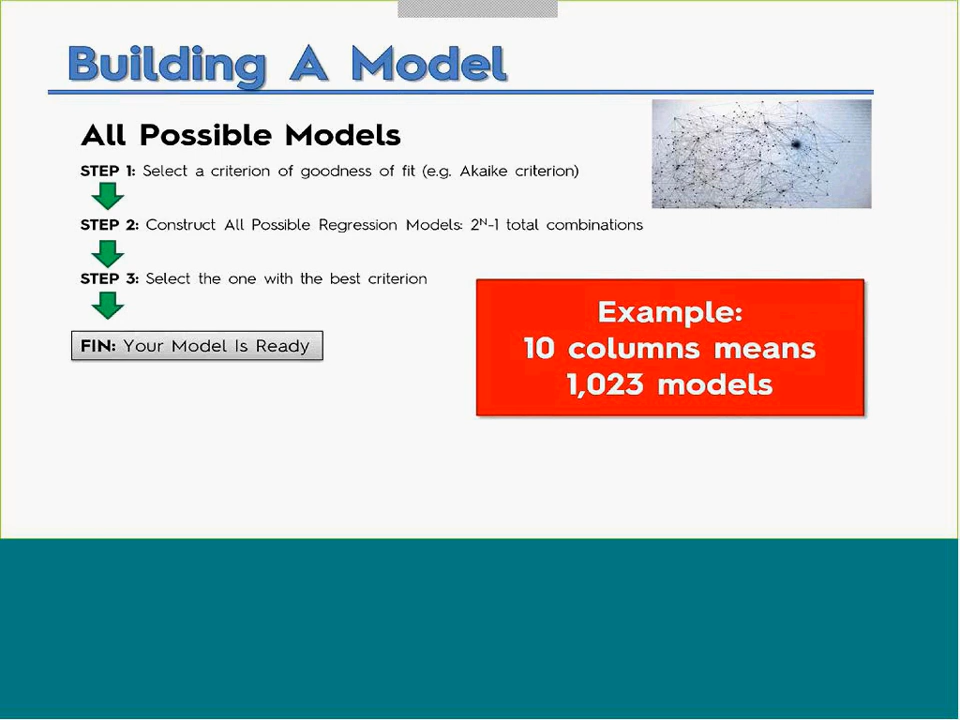 Building A Model
All Possible Models
STEP 1: Select a criterion of goodness of fit (e.g. Akaike criterion)
STEP 2: Construct All Possible Regression Models: 2ᴺ-1 total combinations
STEP 3: Select the one with the best criterion
FIN: Your Model Is Ready
Example:
10 columns means
1,023 models